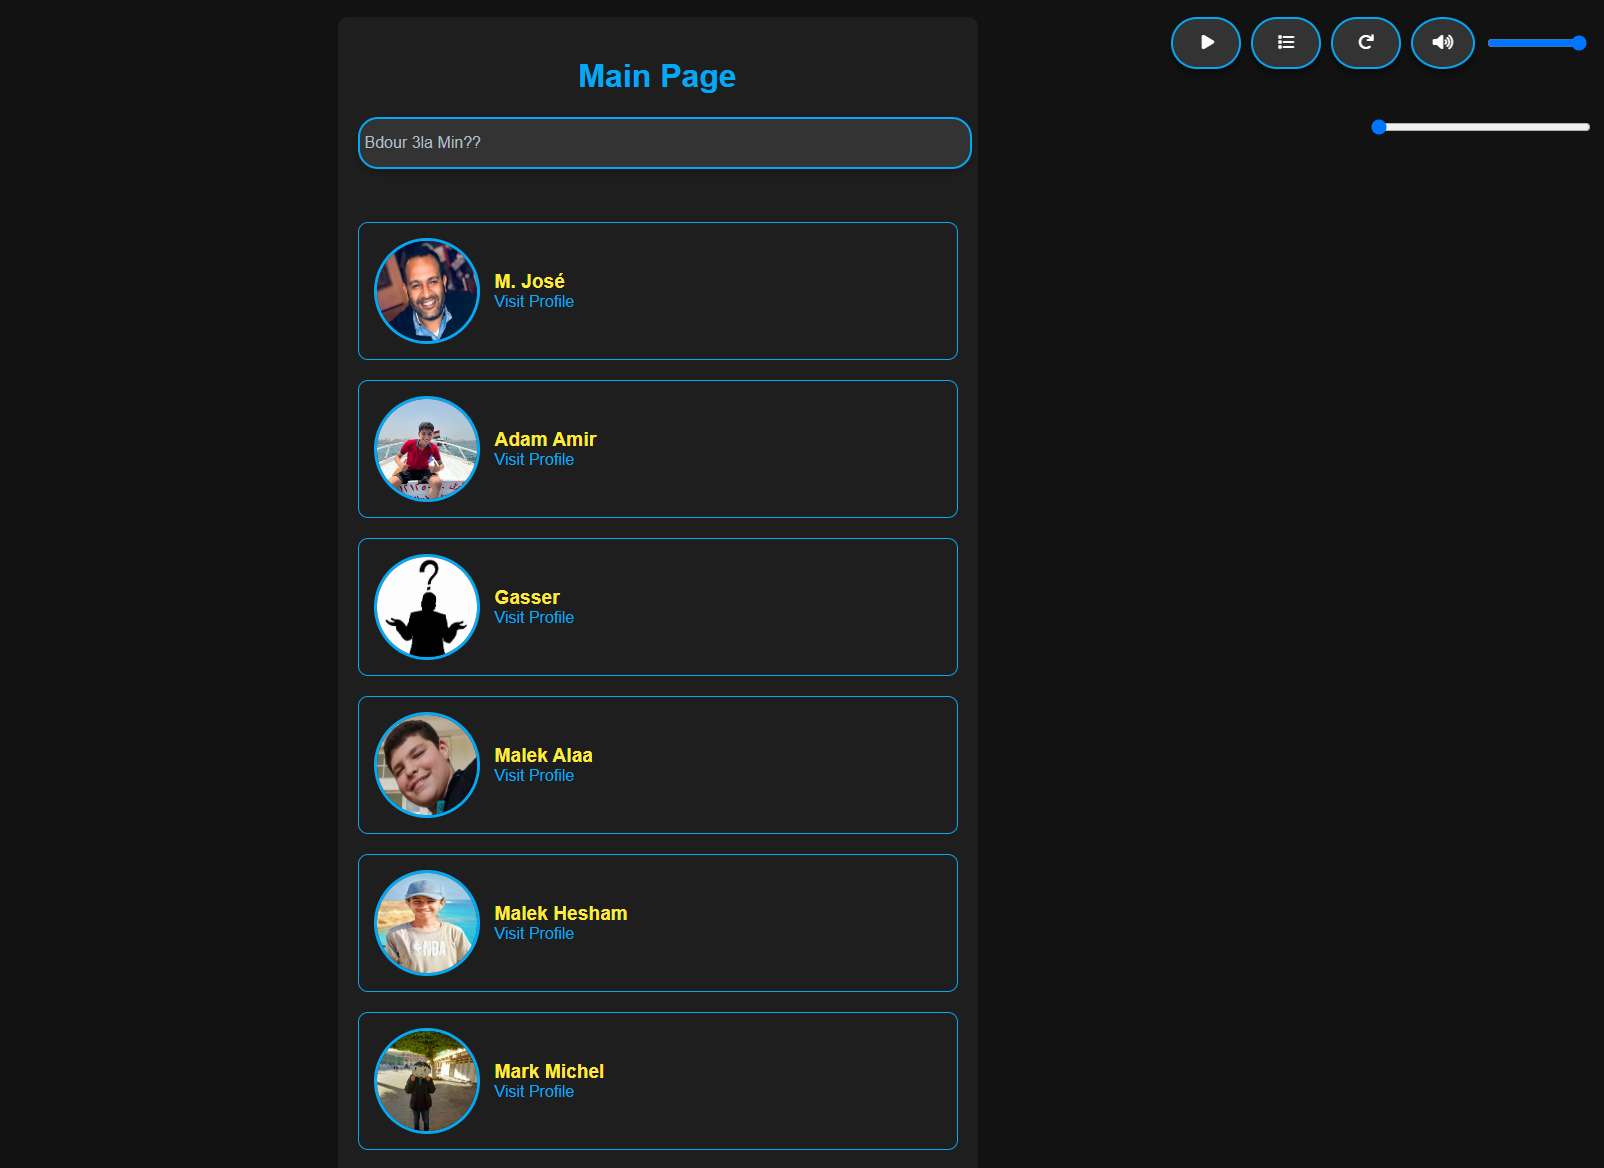 Main Page
Bdour 3la Min??
M. José
Visit Profile
Adam Amir
Visit Profile
?
Gasser
Visit Profile
Malek Alaa
Visit Profile
NBA
Malek Hesham
Visit Profile
Mark Michel
Visit Profile